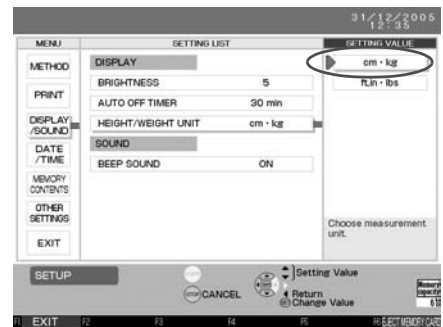 31/12/2005
12:35
MENU
SETTING LIST
SETTING VALUE
METHOD
DISPLAY
cm・kg
BRIGHTNESS
5
ft,in・lbs
PRINT
AUTO OFF TIMER
30 min
DISPLAY
/SOUND
HEIGHT/WEIGHT UNIT
cm・kg
DATE
/TIME
SOUND
BEEP SOUND
ON
MEMORY
CONTENTS
OTHER
SETTINGS
EXIT
Choose measurement
unit.
SETUP
STOP
CANCEL
Setting Value
Return
Change Value
Memory
capacity
F1
EXIT
F2
F3
F4
F5
F6
EJECT MEMORY CARD